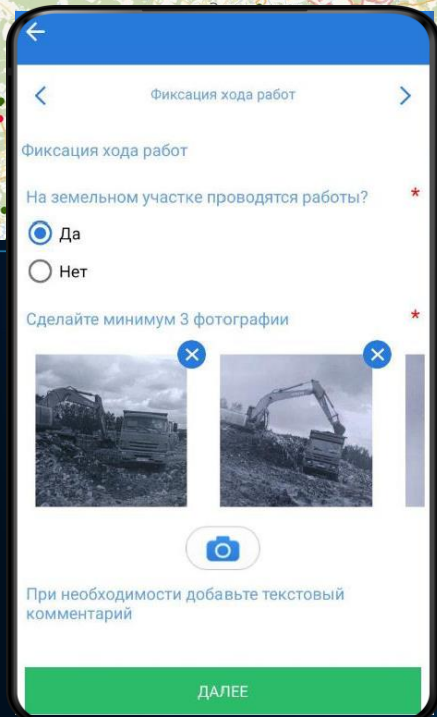 Фиксация хода работ
Фиксация хода работ
На земельном участке проводятся работы? *
Да
Нет
Сделайте минимум 3 фотографии *
При необходимости добавьте текстовый
комментарий
ДАЛЕЕ